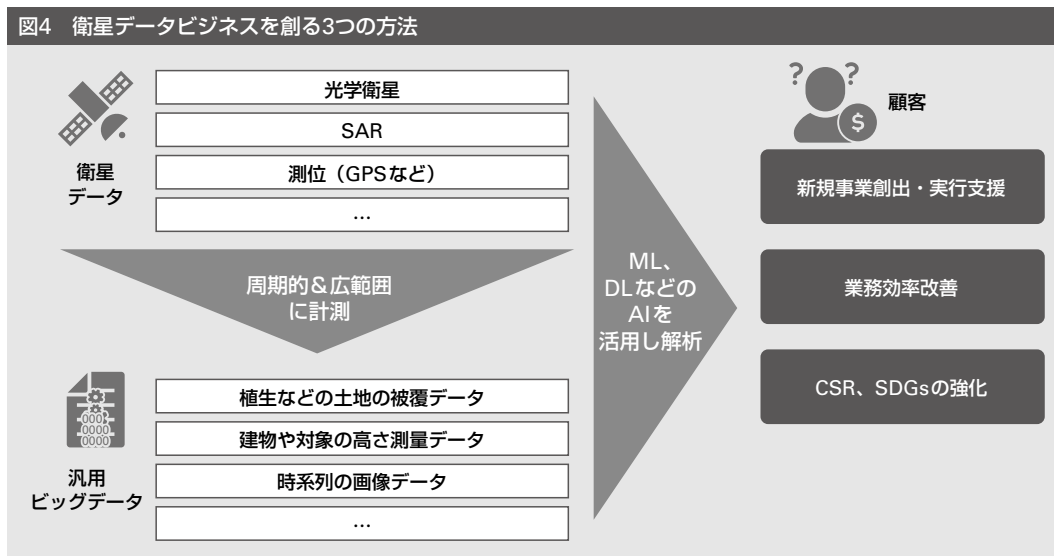 図4 衛星データビジネスを創る3つの方法
衛星
データ
光学衛星
SAR
測位（GPSなど）
…
周期的＆広範囲
に計測
汎用
ビッグデータ
000
0000
0000
植生などの土地の被覆データ
建物や対象の高さ測量データ
時系列の画像データ
…
ML、
DLなどの
AIを
活用し解析
? ?
$
顧客
新規事業創出・実行支援
業務効率改善
CSR、SDGsの強化